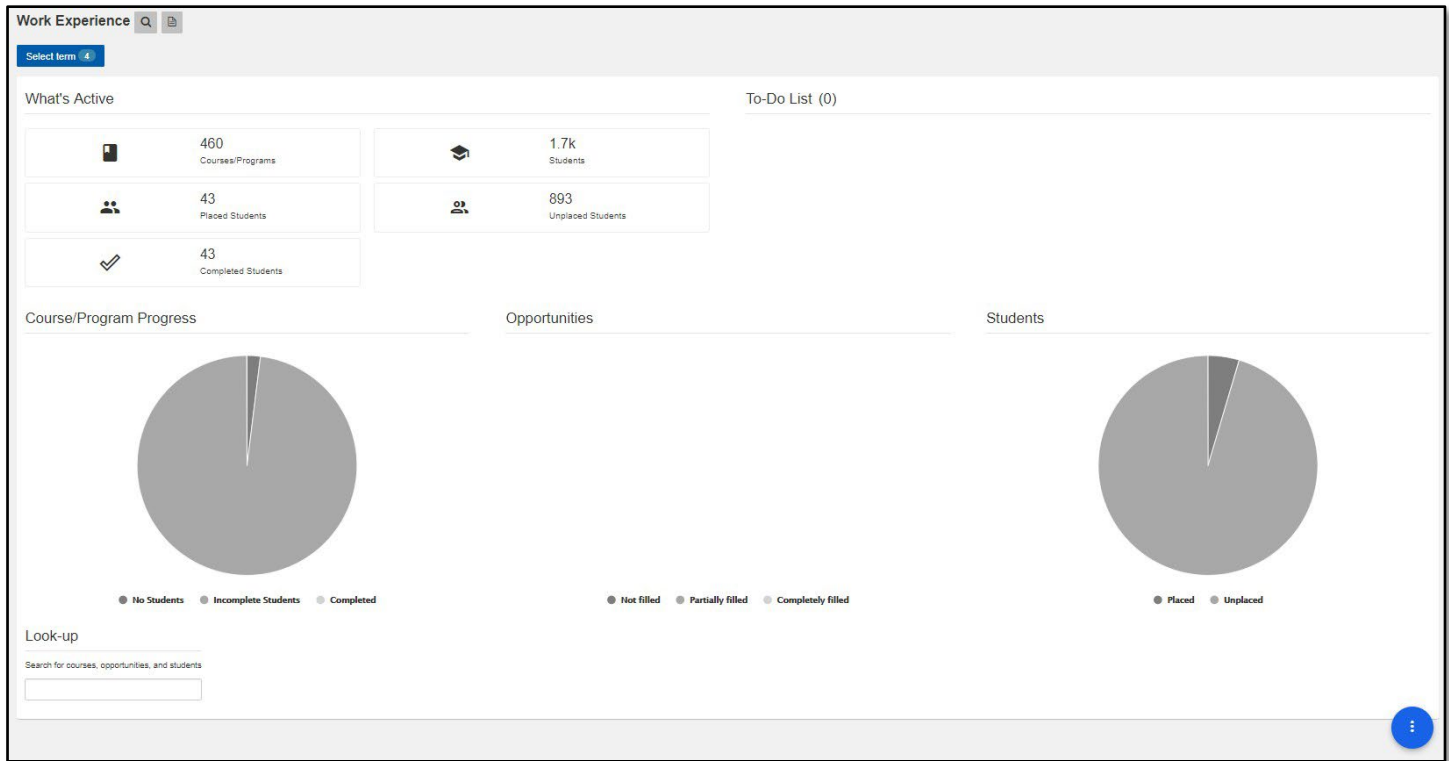 Work Experience
Select term 4
What's Active
To-Do List (0)
460
Courses/Programs
1.7k
Students
43
Placed Students
893
Unplaced Students
43
Completed Students
Course/Program Progress
Opportunities
Students
No Students Incomplete Students Completed
Not filled Partially filled Completely filled
Placed Unplaced
Look-up
Search for courses, opportunities, and students